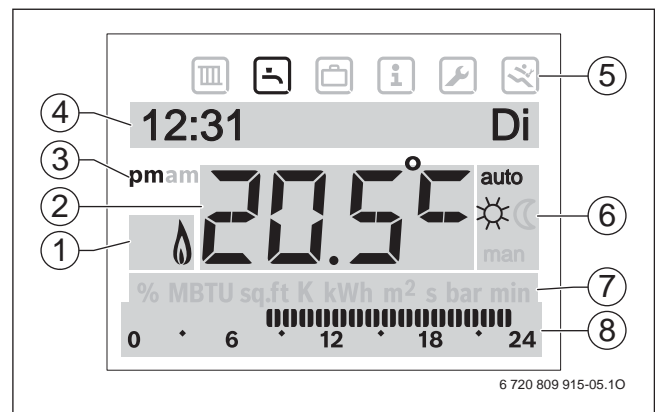 5
4 12:31 Di
3 pm am
2 20.5°C auto
1 man 6
% MBTU sq.ft K kWh m² s bar min 7
0 6 12 18 24 8
6 720 809 915-05.1O